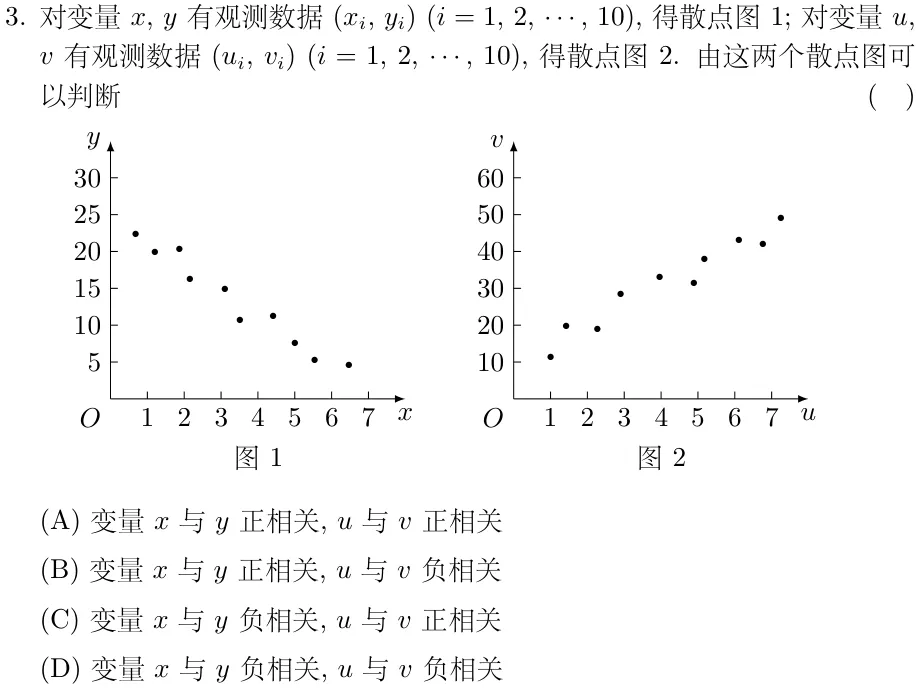 3. 对变量 x, y 有观测数据 (xᵢ, yᵢ) (i = 1, 2, ⋯, 10), 得散点图 1; 对变量 u,
v 有观测数据 (uᵢ, vᵢ) (i = 1, 2, ⋯, 10), 得散点图 2. 由这两个散点图可
以判断 ( )
y
30
25
20
15
10
5
O 1 2 3 4 5 6 7 x
图 1
v
60
50
40
30
20
10
O 1 2 3 4 5 6 7 u
图 2
(A) 变量 x 与 y 正相关, u 与 v 正相关
(B) 变量 x 与 y 正相关, u 与 v 负相关
(C) 变量 x 与 y 负相关, u 与 v 正相关
(D) 变量 x 与 y 负相关, u 与 v 负相关